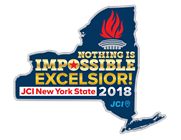 NOTHING IS
IMPOSSIBLE
EXCELSIOR!
JCI New York State 2018
JCI